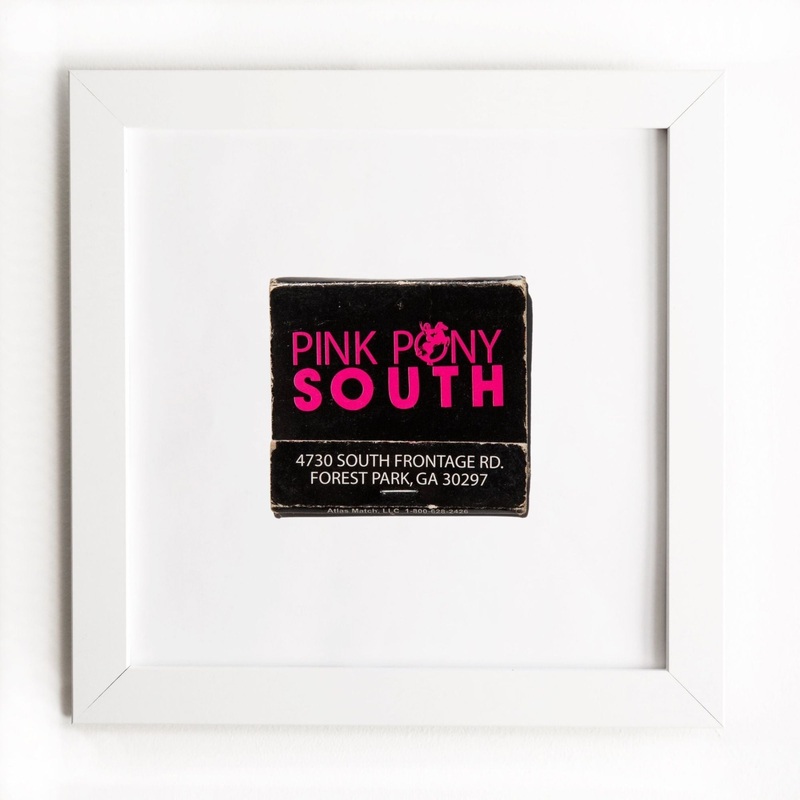 PINK PONY
SOUTH
4730 SOUTH FRONTAGE RD.
FOREST PARK, GA 30297
Atlas Match, LLC 1-800-628-2426